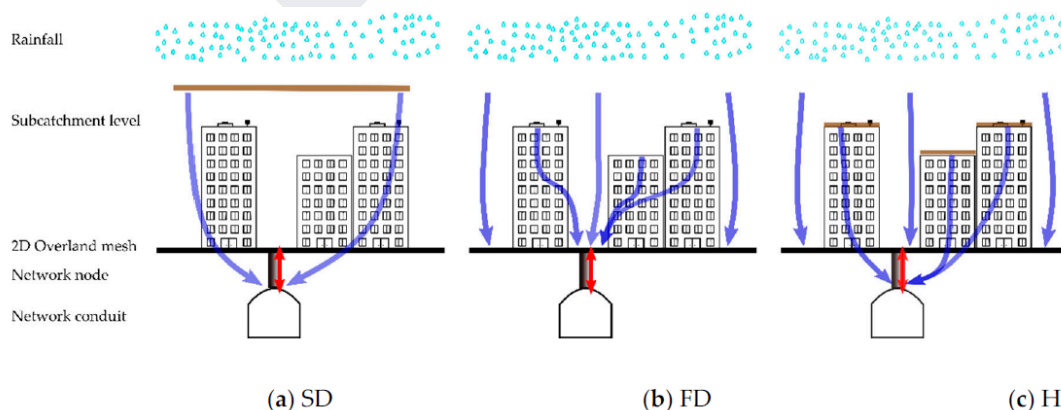 Rainfall
Subcatchment level
2D Overland mesh
Network node
Network conduit
(a) SD
(b) FD
(c) H